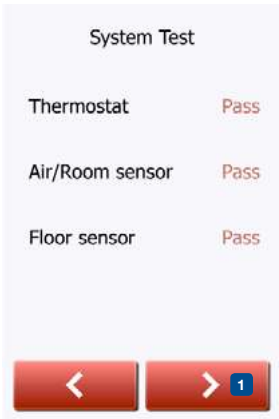 System Test
Thermostat Pass
Air/Room sensor Pass
Floor sensor Pass
1